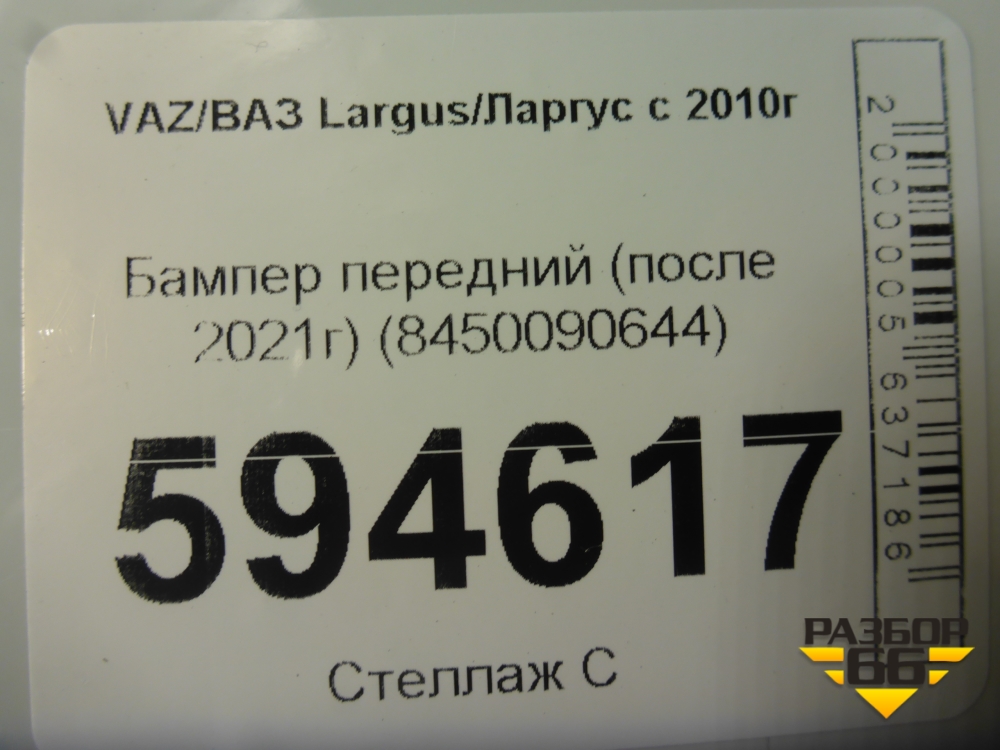 VAZ/ВАЗ Largus/Ларгус с 2010г
Бампер передний (после
2021г) (8450090644)
594617
Стеллаж С
2000005637186
РАЗБОР
66